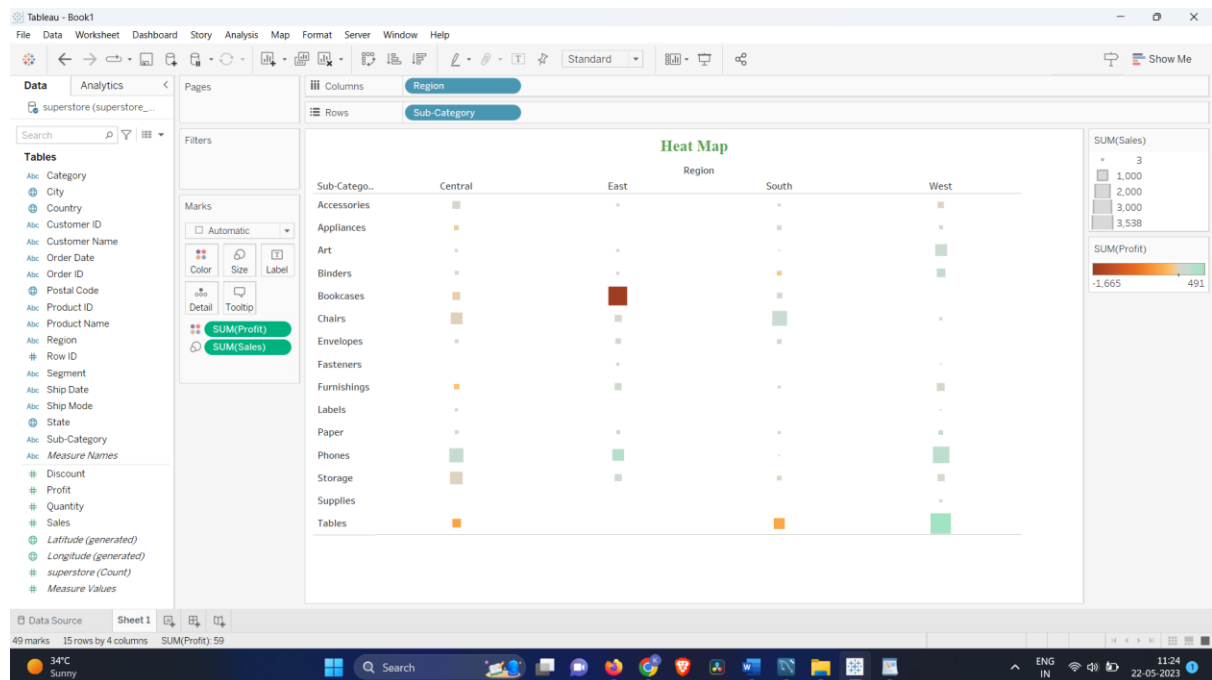 Tableau - Book1
File Data Worksheet Dashboard Story Analysis Map Format Server Window Help
Standard
Show Me
Data Analytics
superstore (superstore_...
Search
Tables
Abc Category
City
Country
Abc Customer ID
Abc Customer Name
Abc Order Date
Abc Order ID
Postal Code
Abc Product ID
Abc Product Name
Abc Region
# Row ID
Abc Segment
Abc Ship Date
Abc Ship Mode
State
Abc Sub-Category
Abc Measure Names
# Discount
# Profit
# Quantity
# Sales
Latitude (generated)
Longitude (generated)
# superstore (Count)
# Measure Values
Pages
Filters
Marks
Automatic
Color Size Label
Detail Tooltip
SUM(Profit)
SUM(Sales)
Columns Region
Rows Sub-Category
Heat Map
Region
Sub-Catego.. Central East South West
Accessories
Appliances
Art
Binders
Bookcases
Chairs
Envelopes
Fasteners
Furnishings
Labels
Paper
Phones
Storage
Supplies
Tables
SUM(Sales)
3
1,000
2,000
3,000
3,538
SUM(Profit)
-1,665 491
Data Source Sheet 1
49 marks 15 rows by 4 columns SUM(Profit): 59
34°C
Sunny
Search
ENG
IN
11:24
22-05-2023
1